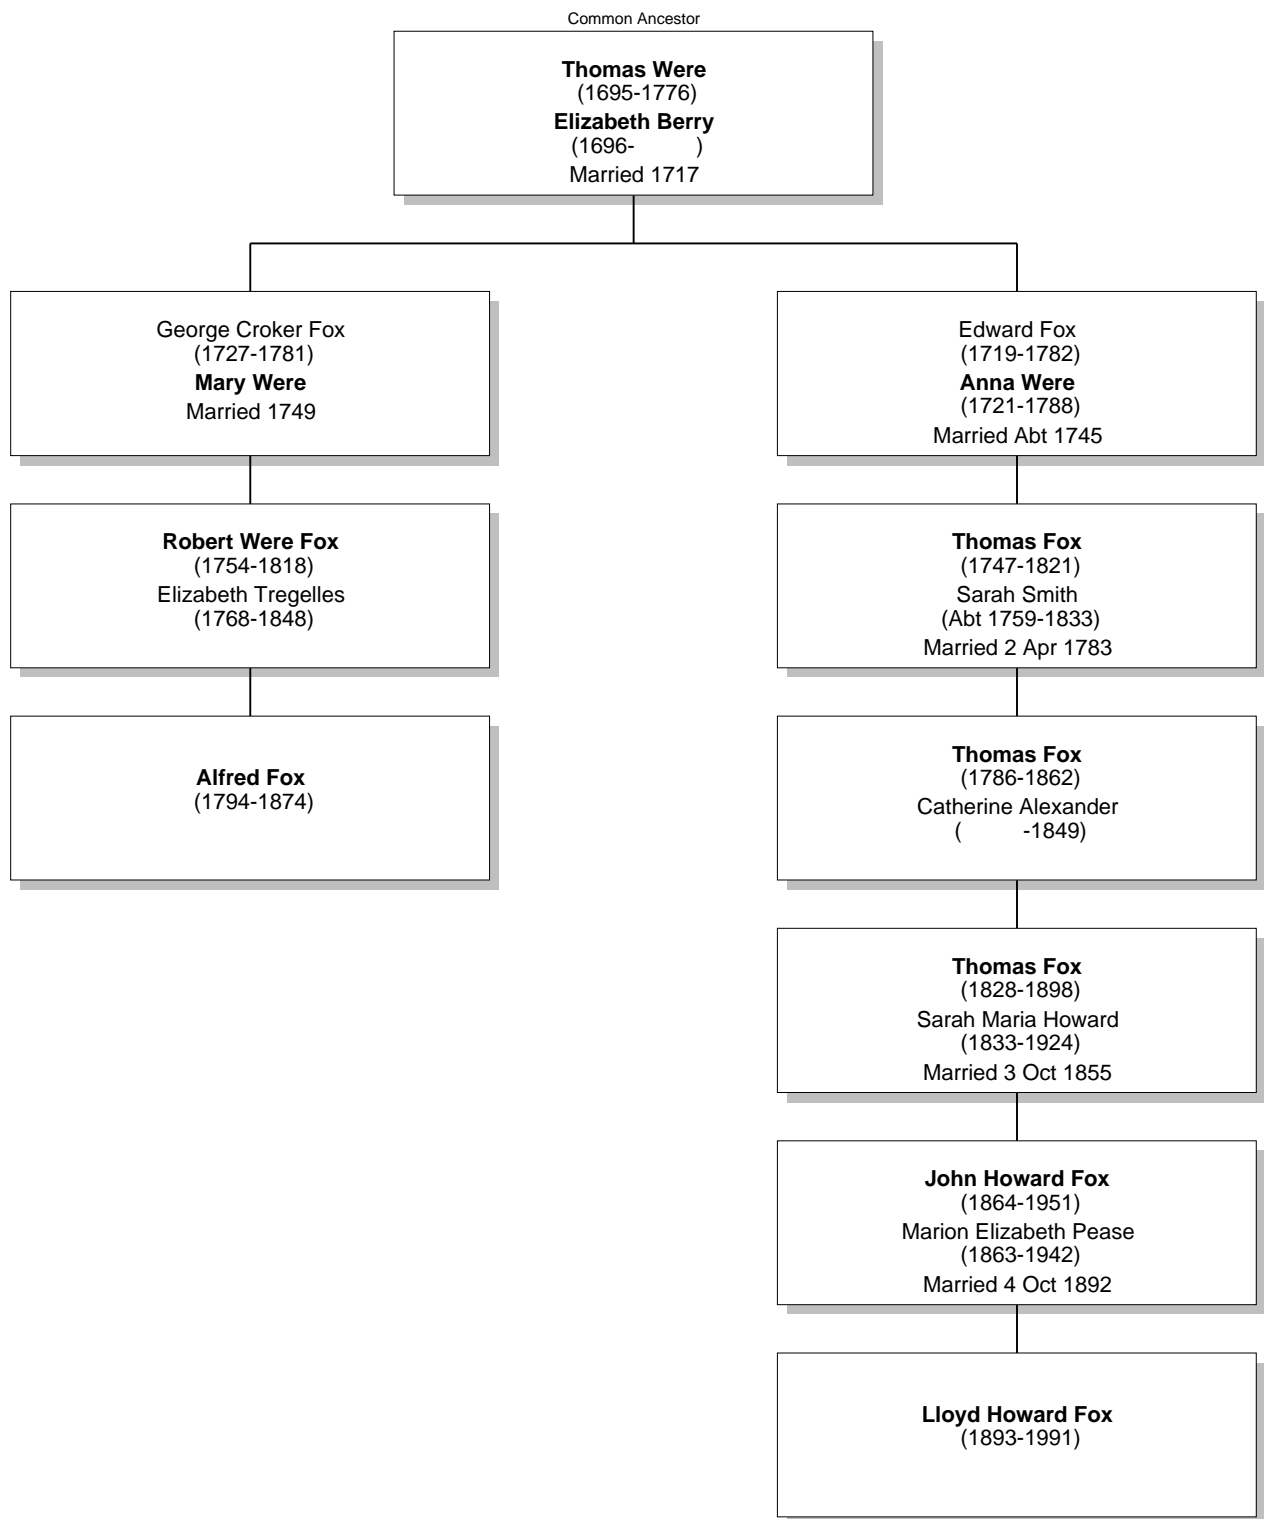 Common Ancestor
Thomas Were
(1695-1776)
Elizabeth Berry
(1696- )
Married 1717
George Croker Fox
(1727-1781)
Mary Were
Married 1749
Edward Fox
(1719-1782)
Anna Were
(1721-1788)
Married Abt 1745
Robert Were Fox
(1754-1818)
Elizabeth Tregelles
(1768-1848)
Thomas Fox
(1747-1821)
Sarah Smith
(Abt 1759-1833)
Married 2 Apr 1783
Alfred Fox
(1794-1874)
Thomas Fox
(1786-1862)
Catherine Alexander
( -1849)
Thomas Fox
(1828-1898)
Sarah Maria Howard
(1833-1924)
Married 3 Oct 1855
John Howard Fox
(1864-1951)
Marion Elizabeth Pease
(1863-1942)
Married 4 Oct 1892
Lloyd Howard Fox
(1893-1991)